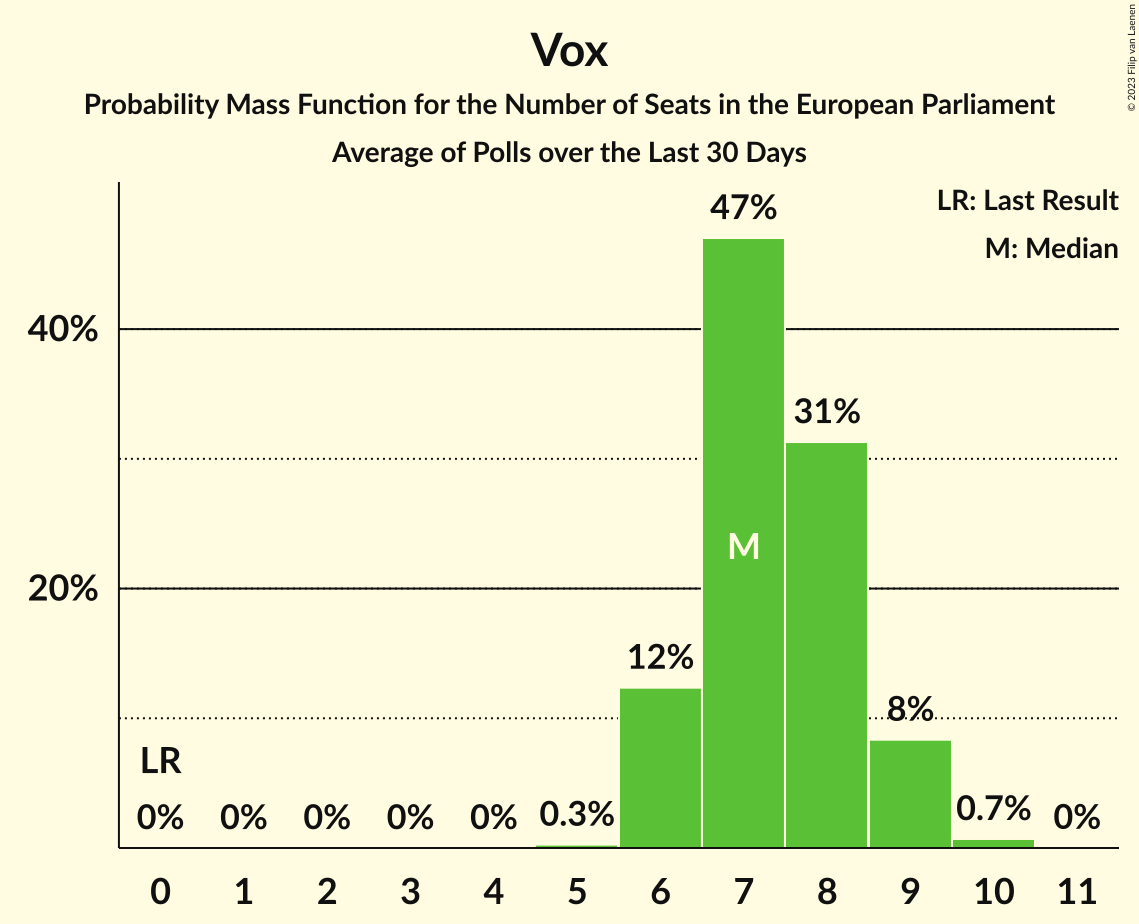 Vox
Probability Mass Function for the Number of Seats in the European Parliament
Average of Polls over the Last 30 Days
© 2023 Filip van Laenen
LR: Last Result
M: Median
47%
40%
31%
M
20%
12%
8%
LR
0% 0% 0% 0% 0% 0.3% 0.7% 0%
0 1 2 3 4 5 6 7 8 9 10 11